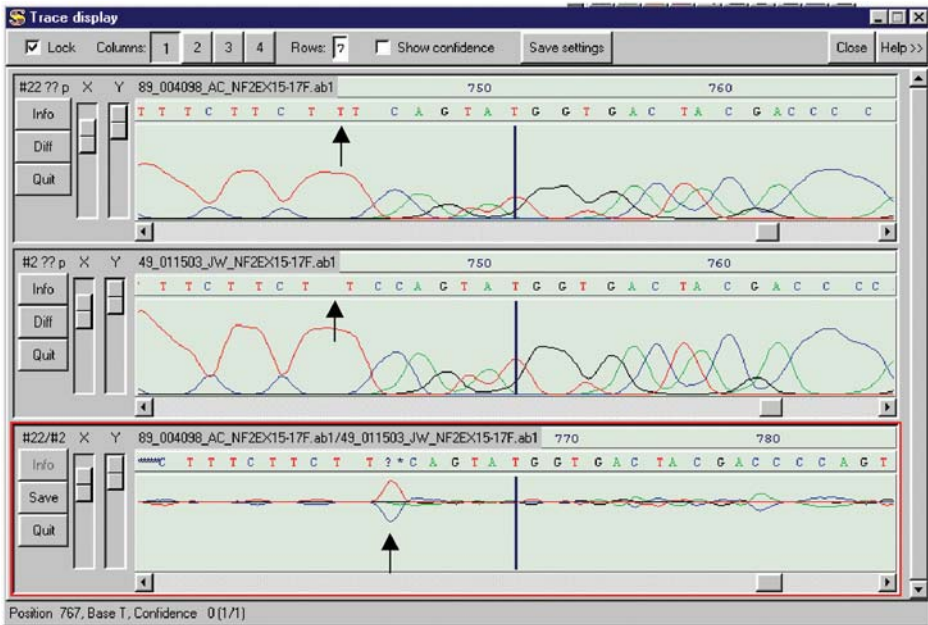 Trace display
Lock Columns: 1 2 3 4 Rows: ? Show confidence Save settings Close Help >>
#22 ?? p X Y 89_004098_AC_NF2EX15-17F.ab1 750 760
Info T T T C T T C T T T C A G T A T G G T G A C T A C G A C C C C
Diff
Quit
#2 ?? p X Y 49_011503_JW_NF2EX15-17F.ab1 750 760
Info T T C T T C T T C C A G T A T G G T G A C T A C G A C C C C C
Diff
Quit
#22/#2 X Y 89_004098_AC_NF2EX15-17F.ab1/49_011503_JW_NF2EX15-17F.ab1 770 780
Info C T T T C T T C T T ? * C A G T A T G G T G A C T A C G A C C C C A G T
Save
Quit
Position 767, Base T, Confidence 0 (1/1)